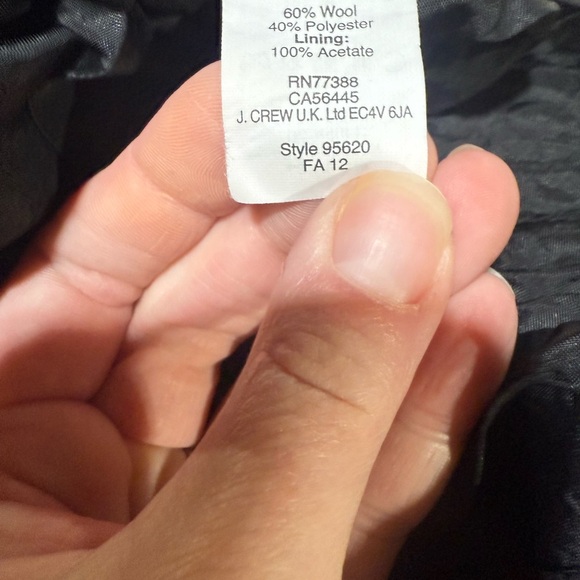 60% Wool
40% Polyester
Lining:
100% Acetate
RN77388
CA56445
J. CREW U.K. Ltd EC4V 6JA
Style 95620
FA 12